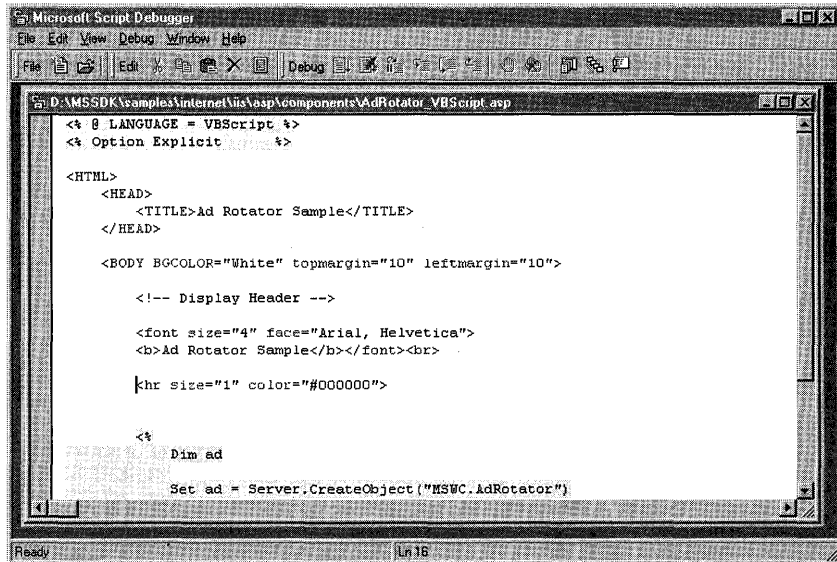 Microsoft Script Debugger
File Edit View Debug Window Help
File Edit Debug
D:\MSSDK\samples\internet\iis\asp\components\AdRotator_VBScript.asp
<% @ LANGUAGE = VBScript %>
<% Option Explicit %>
<HTML>
<HEAD>
<TITLE>Ad Rotator Sample</TITLE>
</HEAD>
<BODY BGCOLOR="White" topmargin="10" leftmargin="10">
<!-- Display Header -->
<font size="4" face="Arial, Helvetica">
<b>Ad Rotator Sample</b></font><br>
<hr size="1" color="#000000">
<%
Dim ad
Set ad = Server.CreateObject("MSWC.AdRotator")
Ready Ln 16